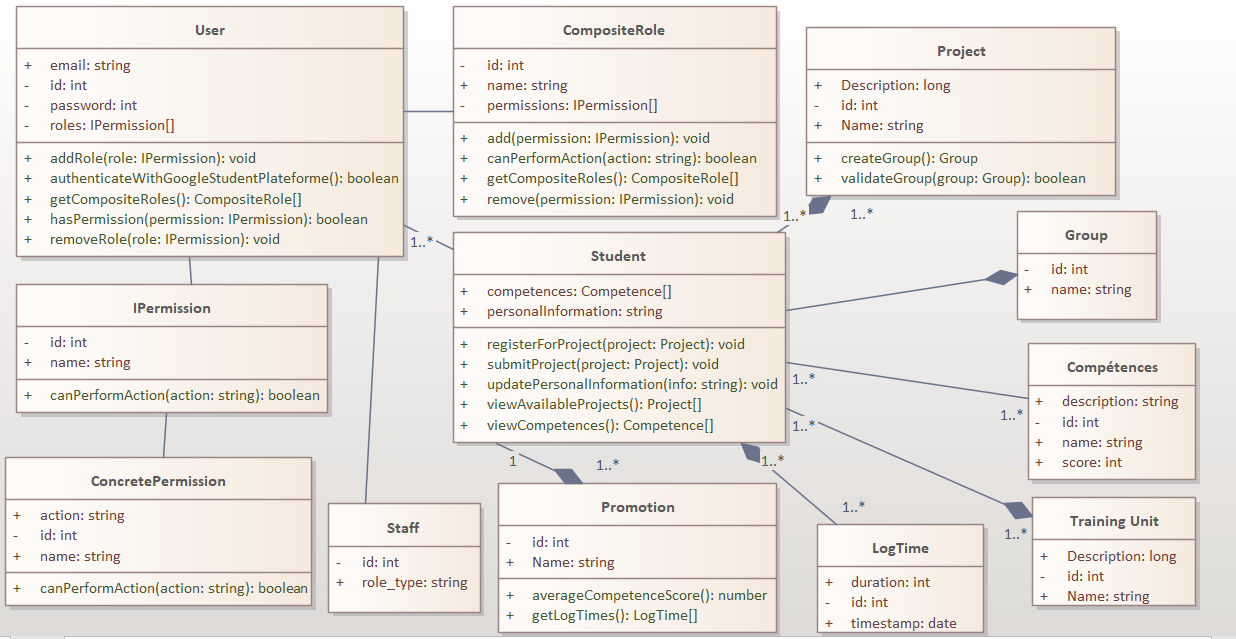 User
+ email: string
- id: int
- password: int
- roles: IPermission[]
+ addRole(role: IPermission): void
+ authenticateWithGoogleStudentPlateforme(): boolean
+ getCompositeRoles(): CompositeRole[]
+ hasPermission(permission: IPermission): boolean
+ removeRole(role: IPermission): void
CompositeRole
- id: int
+ name: string
- permissions: IPermission[]
+ add(permission: IPermission): void
+ canPerformAction(action: string): boolean
+ getCompositeRoles(): CompositeRole[]
+ remove(permission: IPermission): void
Project
+ Description: long
- id: int
+ Name: string
+ createGroup(): Group
+ validateGroup(group: Group): boolean
1..*
1..*
1..*
Student
+ competences: Competence[]
+ personalInformation: string
+ registerForProject(project: Project): void
+ submitProject(project: Project): void
+ updatePersonalInformation(info: string): void
+ viewAvailableProjects(): Project[]
+ viewCompetences(): Competence[]
Group
- id: int
+ name: string
IPermission
- id: int
+ name: string
+ canPerformAction(action: string): boolean
1..*
1..*
Compétences
+ description: string
- id: int
+ name: string
+ score: int
1..*
1..*
ConcretePermission
+ action: string
- id: int
+ name: string
+ canPerformAction(action: string): boolean
Staff
- id: int
+ role_type: string
1
1..*
Promotion
- id: int
+ Name: string
+ averageCompetenceScore(): number
+ getLogTimes(): LogTime[]
1..*
1..*
LogTime
+ duration: int
- id: int
+ timestamp: date
Training Unit
+ Description: long
- id: int
+ Name: string